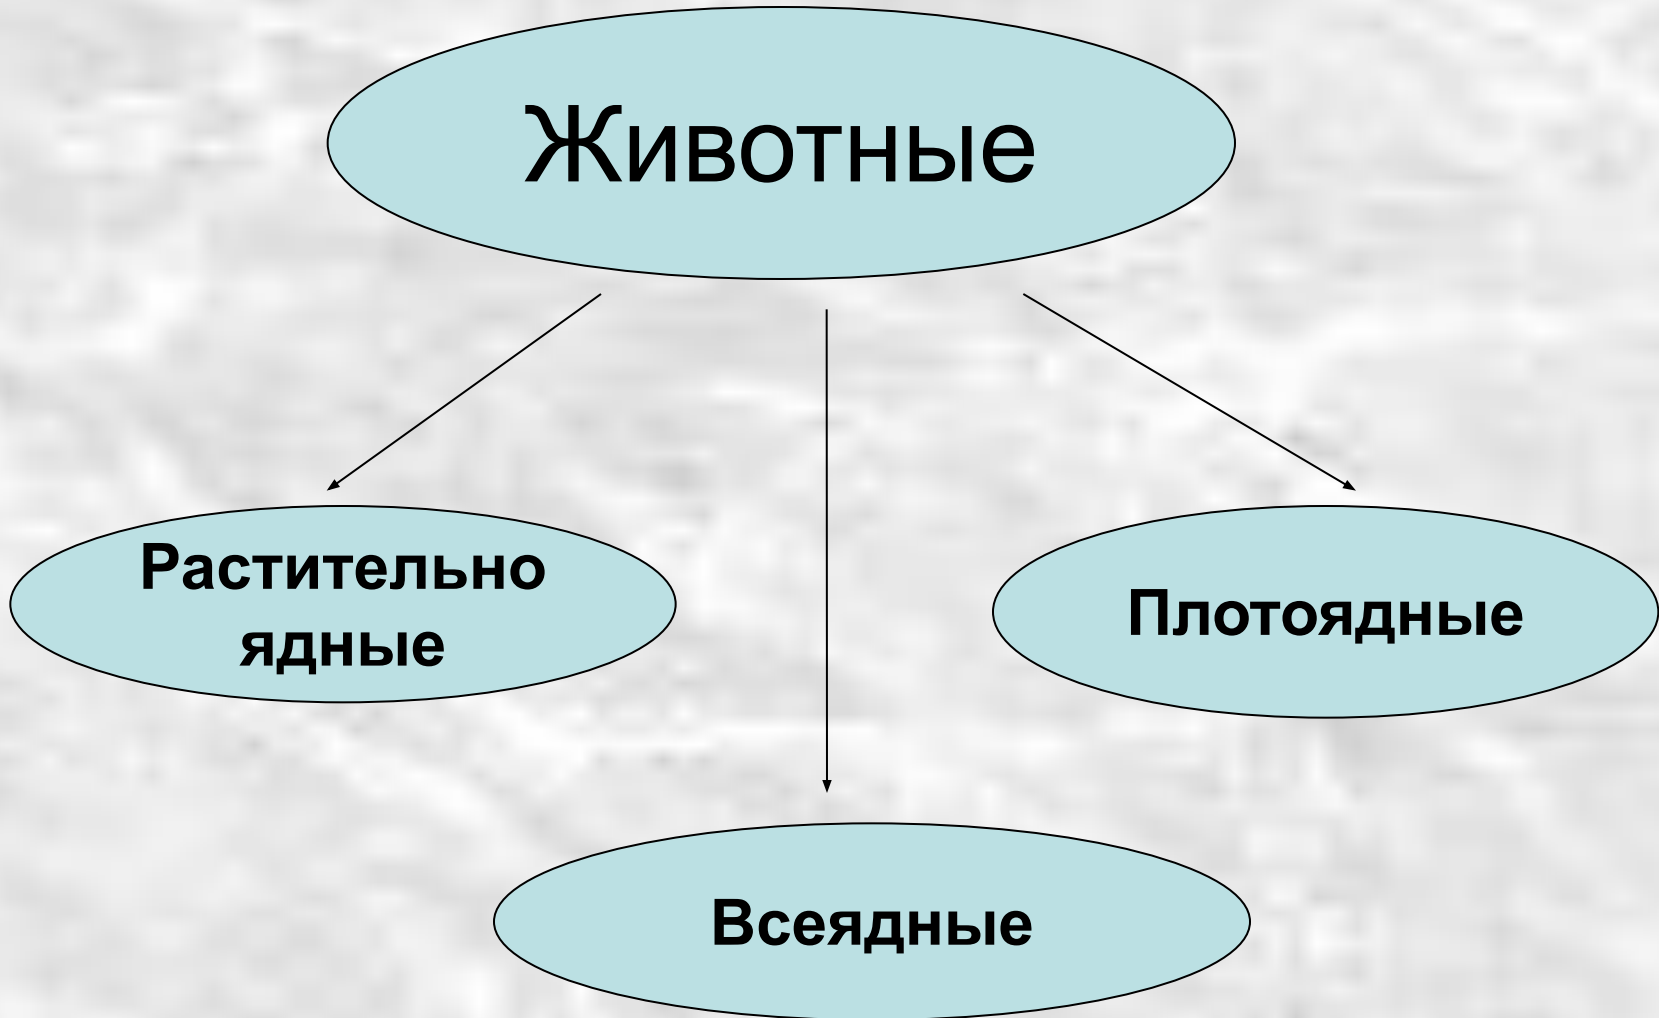 Животные
Растительно
ядные
Плотоядные
Всеядные